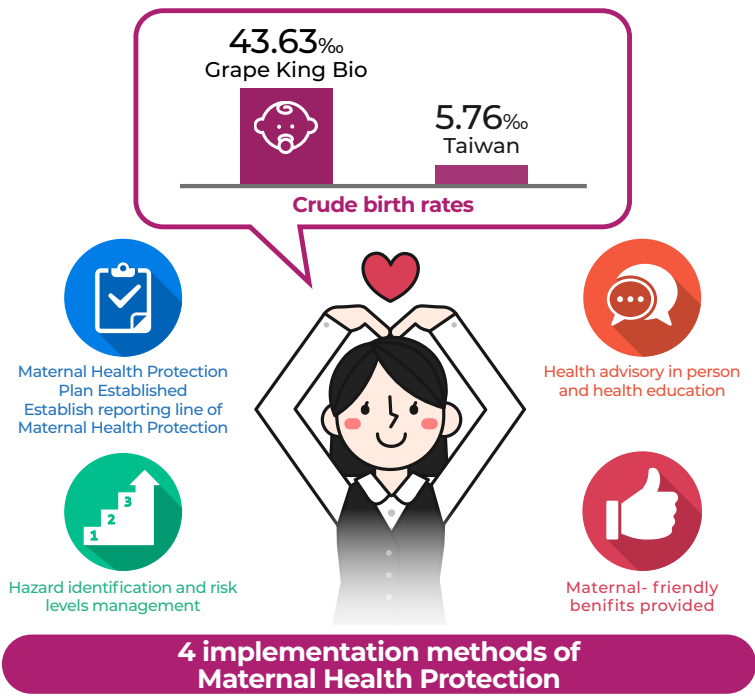 43.63‰
Grape King Bio
5.76‰
Taiwan
Crude birth rates
Maternal Health Protection
Plan Established
Establish reporting line of
Maternal Health Protection
Health advisory in person
and health education
1
2
3
Hazard identification and risk
levels management
Maternal- friendly
benifits provided
4 implementation methods of
Maternal Health Protection